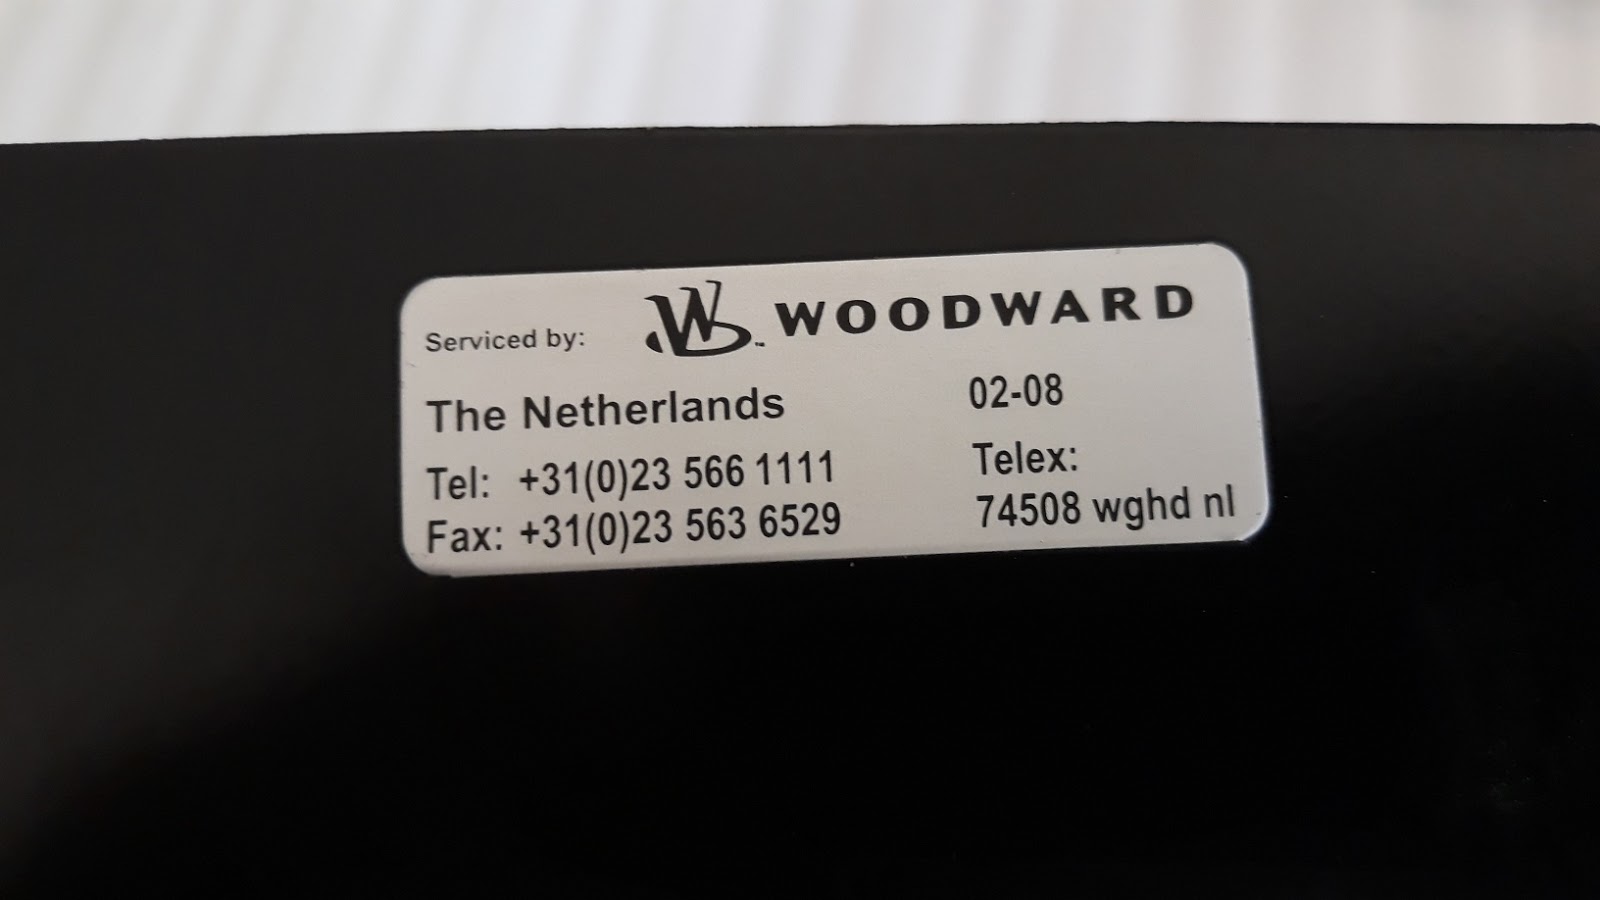 Serviced by: WOODWARD
The Netherlands 02-08
Tel: +31(0)23 566 1111 Telex:
Fax: +31(0)23 563 6529 74508 wghd nl